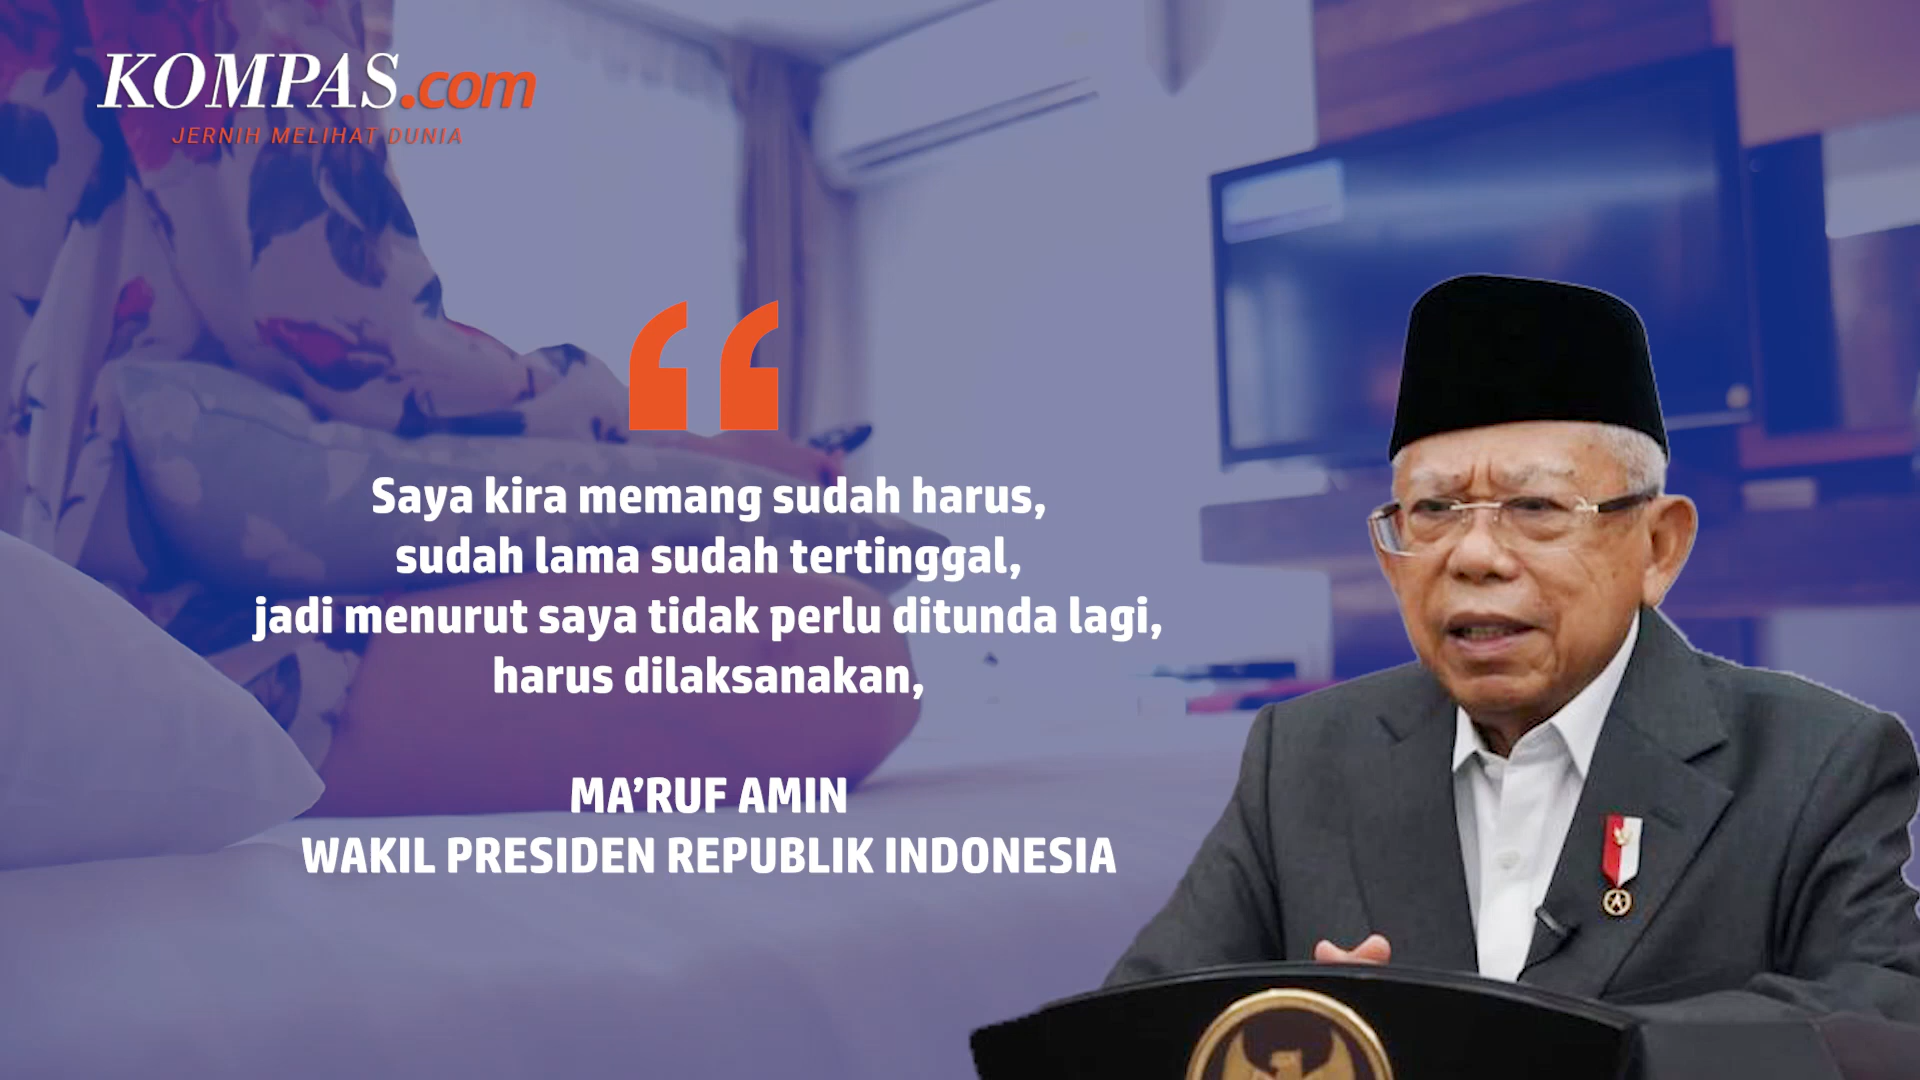 KOMPAS.com
JERNIH MELIHAT DUNIA
Saya kira memang sudah harus,
sudah lama sudah tertinggal,
jadi menurut saya tidak perlu ditunda lagi,
harus dilaksanakan,
MA’RUF AMIN
WAKIL PRESIDEN REPUBLIK INDONESIA